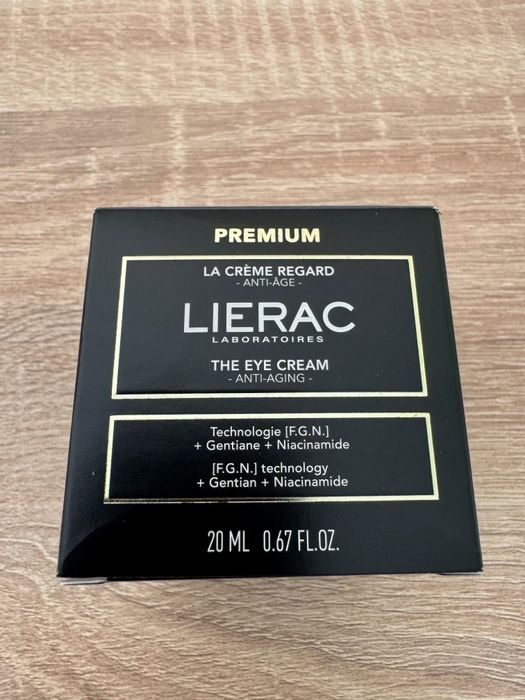 PREMIUM
LA CRÈME REGARD
- ANTI-ÂGE -
LIERAC
LABORATOIRES
THE EYE CREAM
- ANTI-AGING -
Technologie [F.G.N.]
+ Gentiane + Niacinamide
[F.G.N.] technology
+ Gentian + Niacinamide
20 ML 0.67 FL.OZ.